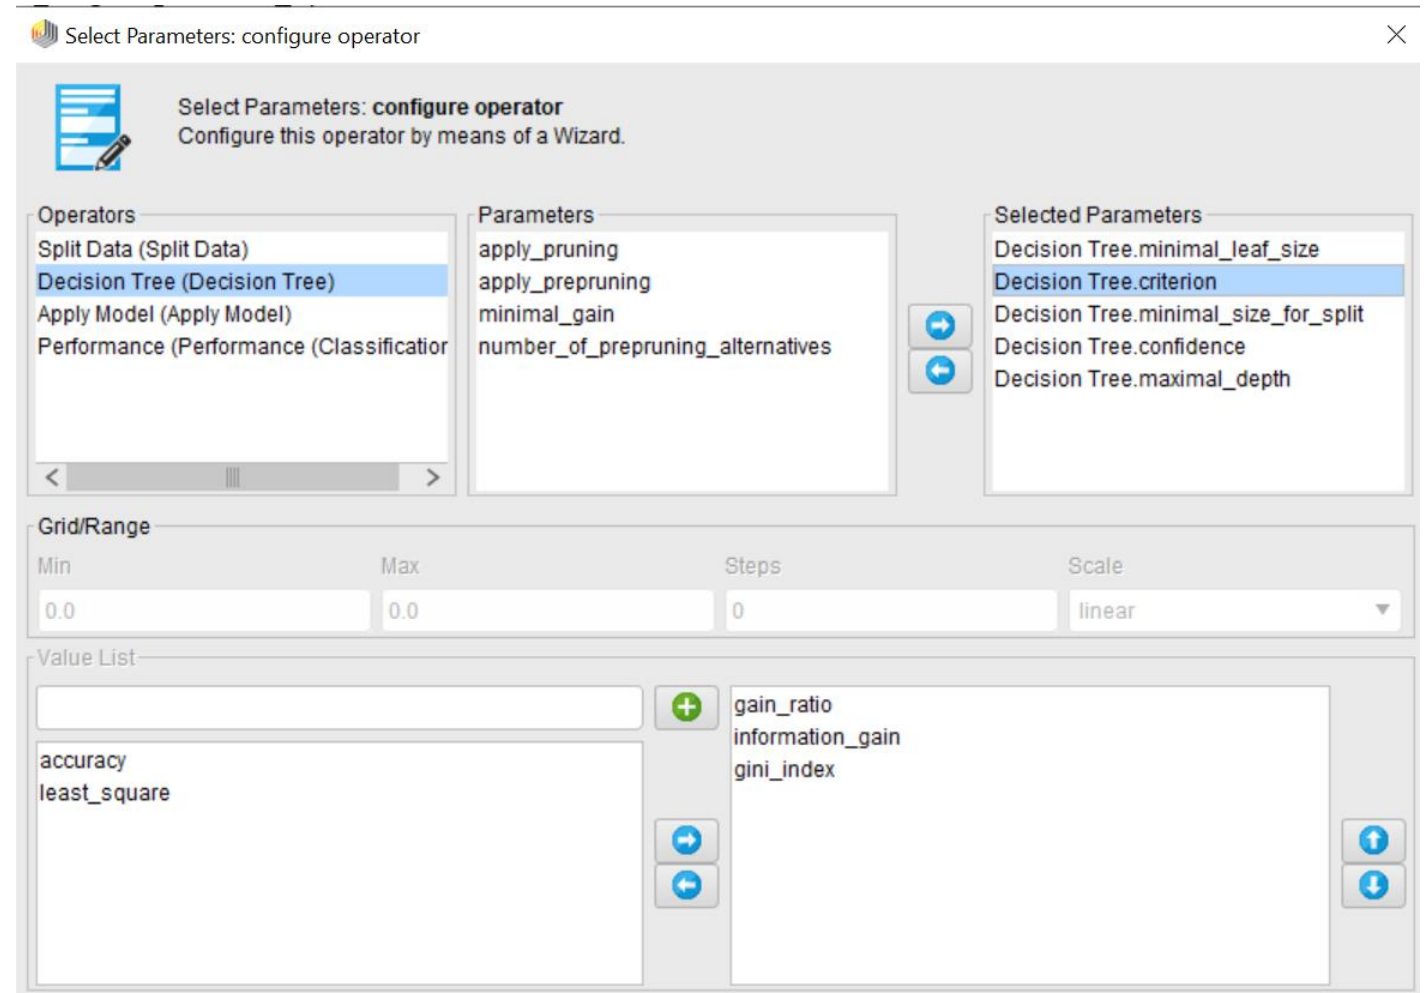 Select Parameters: configure operator
Select Parameters: configure operator
Configure this operator by means of a Wizard.
Operators
Split Data (Split Data)
Decision Tree (Decision Tree)
Apply Model (Apply Model)
Performance (Performance (Classification
Parameters
apply_pruning
apply_prepruning
minimal_gain
number_of_prepruning_alternatives
Selected Parameters
Decision Tree.minimal_leaf_size
Decision Tree.criterion
Decision Tree.minimal_size_for_split
Decision Tree.confidence
Decision Tree.maximal_depth
Grid/Range
Min
Max
Steps
Scale
0.0
0.0
0
linear
Value List
accuracy
least_square
gain_ratio
information_gain
gini_index